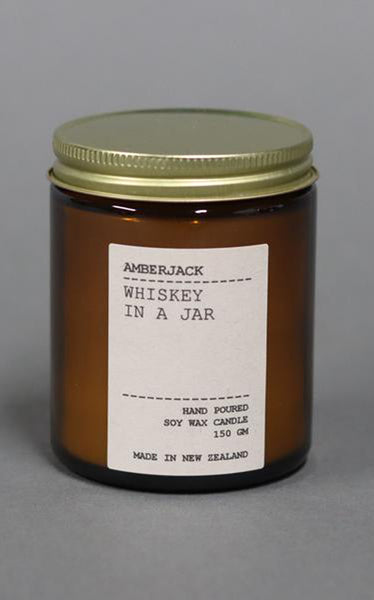 AMBERJACK
WHISKEY
IN A JAR
HAND POURED
SOY WAX CANDLE
150 GM
MADE IN NEW ZEALAND